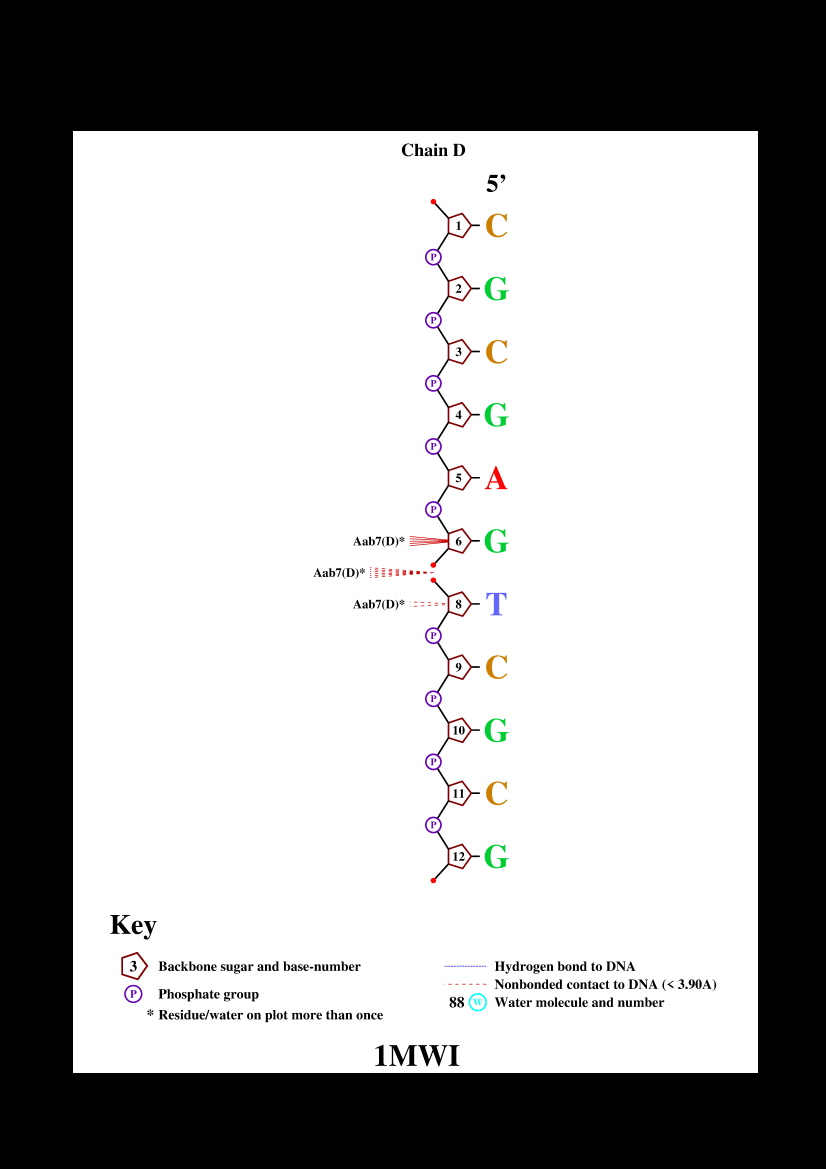 Chain D
5’
1 C
P
2 G
P
3 C
P
4 G
P
5 A
P
Aab7(D)* 6 G
Aab7(D)*
Aab7(D)* 8 T
P
9 C
P
10 G
P
11 C
P
12 G
Key
3 Backbone sugar and base-number
P Phosphate group
* Residue/water on plot more than once
Hydrogen bond to DNA
Nonbonded contact to DNA (< 3.90A)
88 W Water molecule and number
1MWI